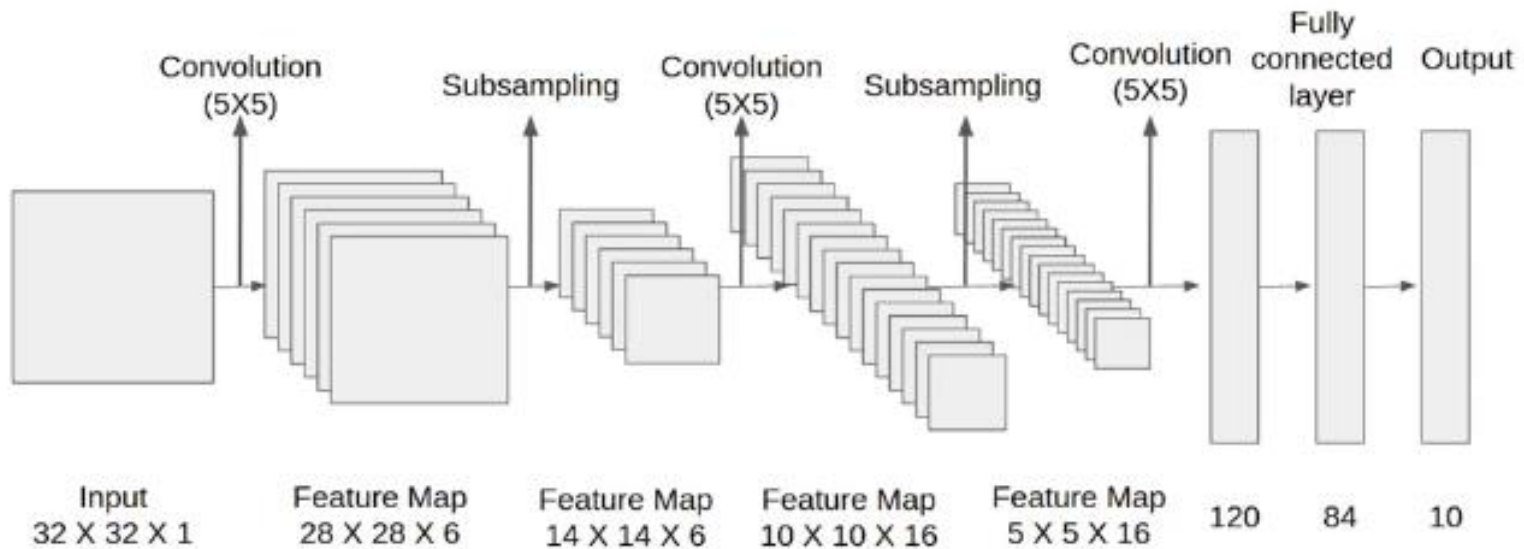 Convolution
(5X5)
Subsampling
Convolution
(5X5)
Subsampling
Convolution
(5X5)
Fully
connected
layer
Output
Input
32 X 32 X 1
Feature Map
28 X 28 X 6
Feature Map
14 X 14 X 6
Feature Map
10 X 10 X 16
Feature Map
5 X 5 X 16
120
84
10